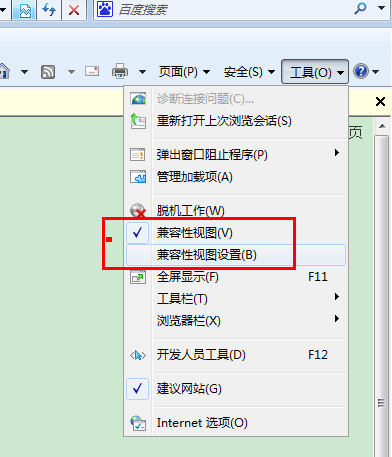 百度搜索
页面(P) 安全(S) 工具(O)
诊断连接问题(C)...
重新打开上次浏览会话(S)
页
弹出窗口阻止程序(P)
管理加载项(A)
脱机工作(W)
兼容性视图(V)
兼容性视图设置(B)
全屏显示(F) F11
工具栏(T)
浏览器栏(X)
开发人员工具(D) F12
建议网站(G)
Internet 选项(O)